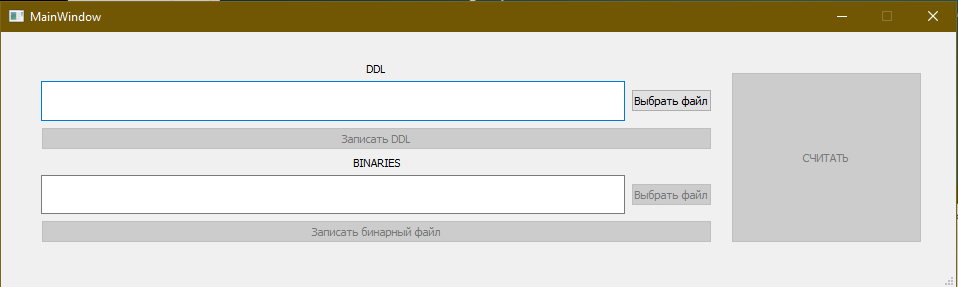 MainWindow
DDL
Выбрать файл
Записать DDL
BINARIES
Выбрать файл
Записать бинарный файл
СЧИТАТЬ